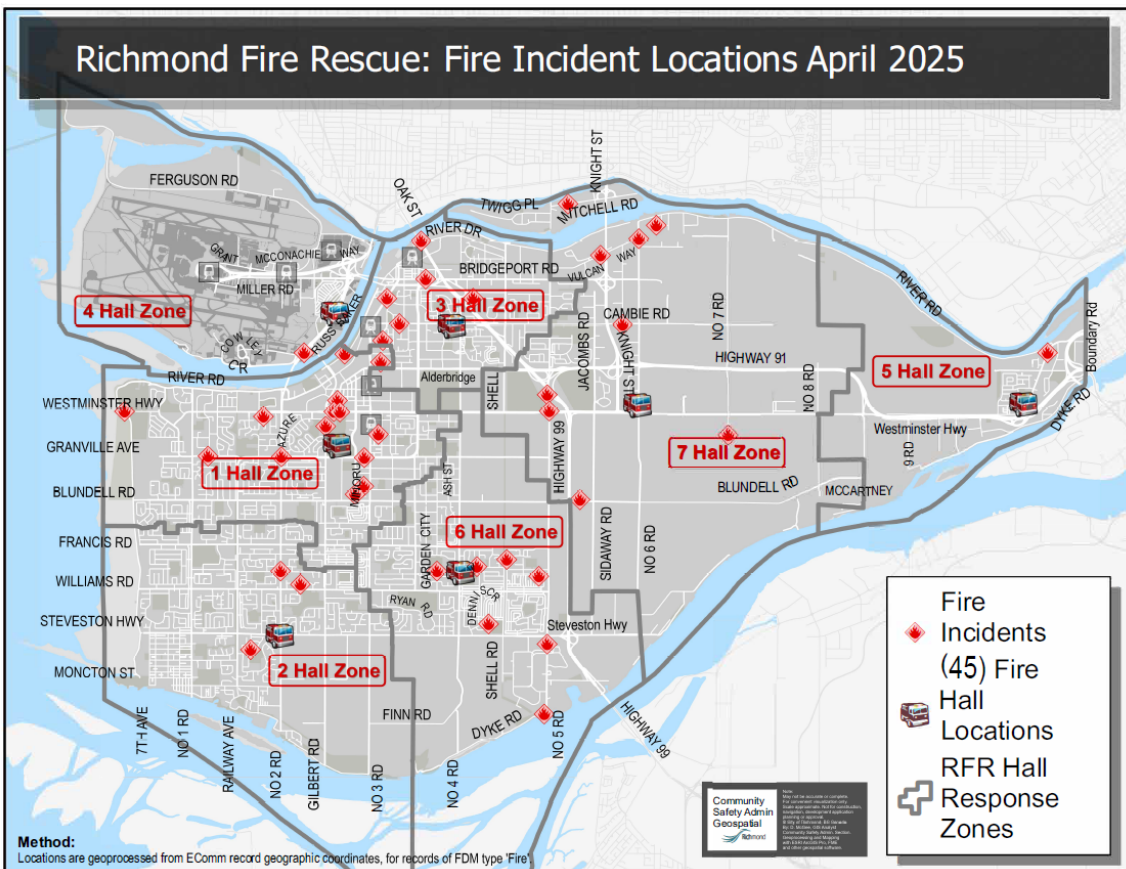 Richmond Fire Rescue: Fire Incident Locations April 2025
KNIGHT ST
OAK ST
FERGUSON RD
TWIGG PL
MITCHELL RD
RIVER DR
GRANT
MCCONACHIE
WAY
BRIDGEPORT RD
VULCAN
WAY
MILLER RD
RIVER RD
4 Hall Zone
3 Hall Zone
CAMBIE RD
NO 7 RD
RUSS BAKER
COWLEY
CR
KNIGHT ST
JACOBBS RD
Boundary Rd
HIGHWAY 91
RIVER RD
Alderbridge
SHELL
NO 8 RD
5 Hall Zone
WESTMINSTER HWY
AZURE
DYKE RD
Westminster Hwy
GRANVILLE AVE
1 Hall Zone
MINORU
ASH ST
HIGHWAY 99
7 Hall Zone
9 RD
BLUNDELL RD
BLUNDELL RD
MCCARTNEY
6 Hall Zone
FRANCIS RD
GARDEN CITY
SIDAWAY RD
NO 6 RD
WILLIAMS RD
RYAN RD
DENNIS CR
STEVESTON HWY
Steveston Hwy
2 Hall Zone
MONCTON ST
SHELL RD
FINN RD
DYKE RD
7TH AVE
NO 1 RD
RAILWAY AVE
NO 2 RD
GILBERT RD
NO 3 RD
NO 4 RD
NO 5 RD
HIGHWAY 99
Fire
Incidents
(45) Fire
Hall
Locations
RFR Hall
Response
Zones
Community
Safety Admin
Geospatial
Richmond
Note:
Method:
Locations are geoprocessed from EComm record geographic coordinates, for records of FDM type 'Fire'.